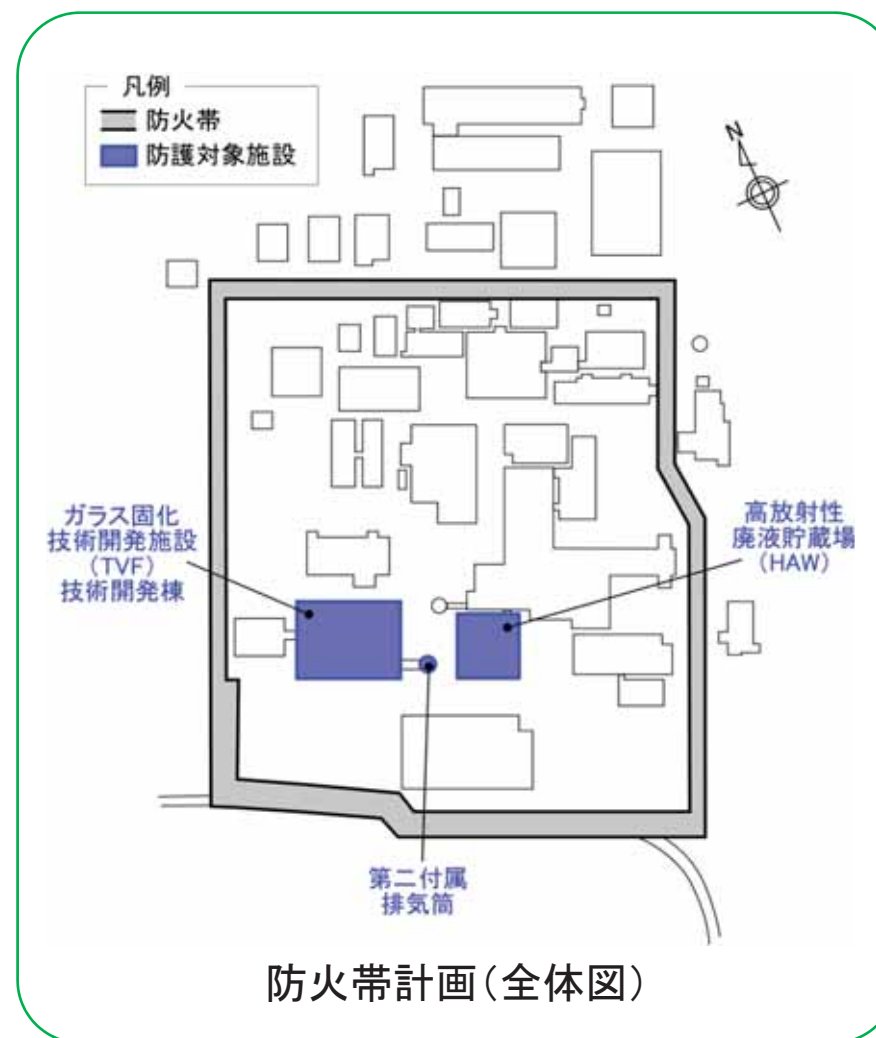 凡例
防火帯
防護対象施設
N
ガラス固化
技術開発施設
(TVF)
技術開発棟
高放射性
廃液貯蔵場
(HAW)
第二付属
排気筒
防火帯計画(全体図)